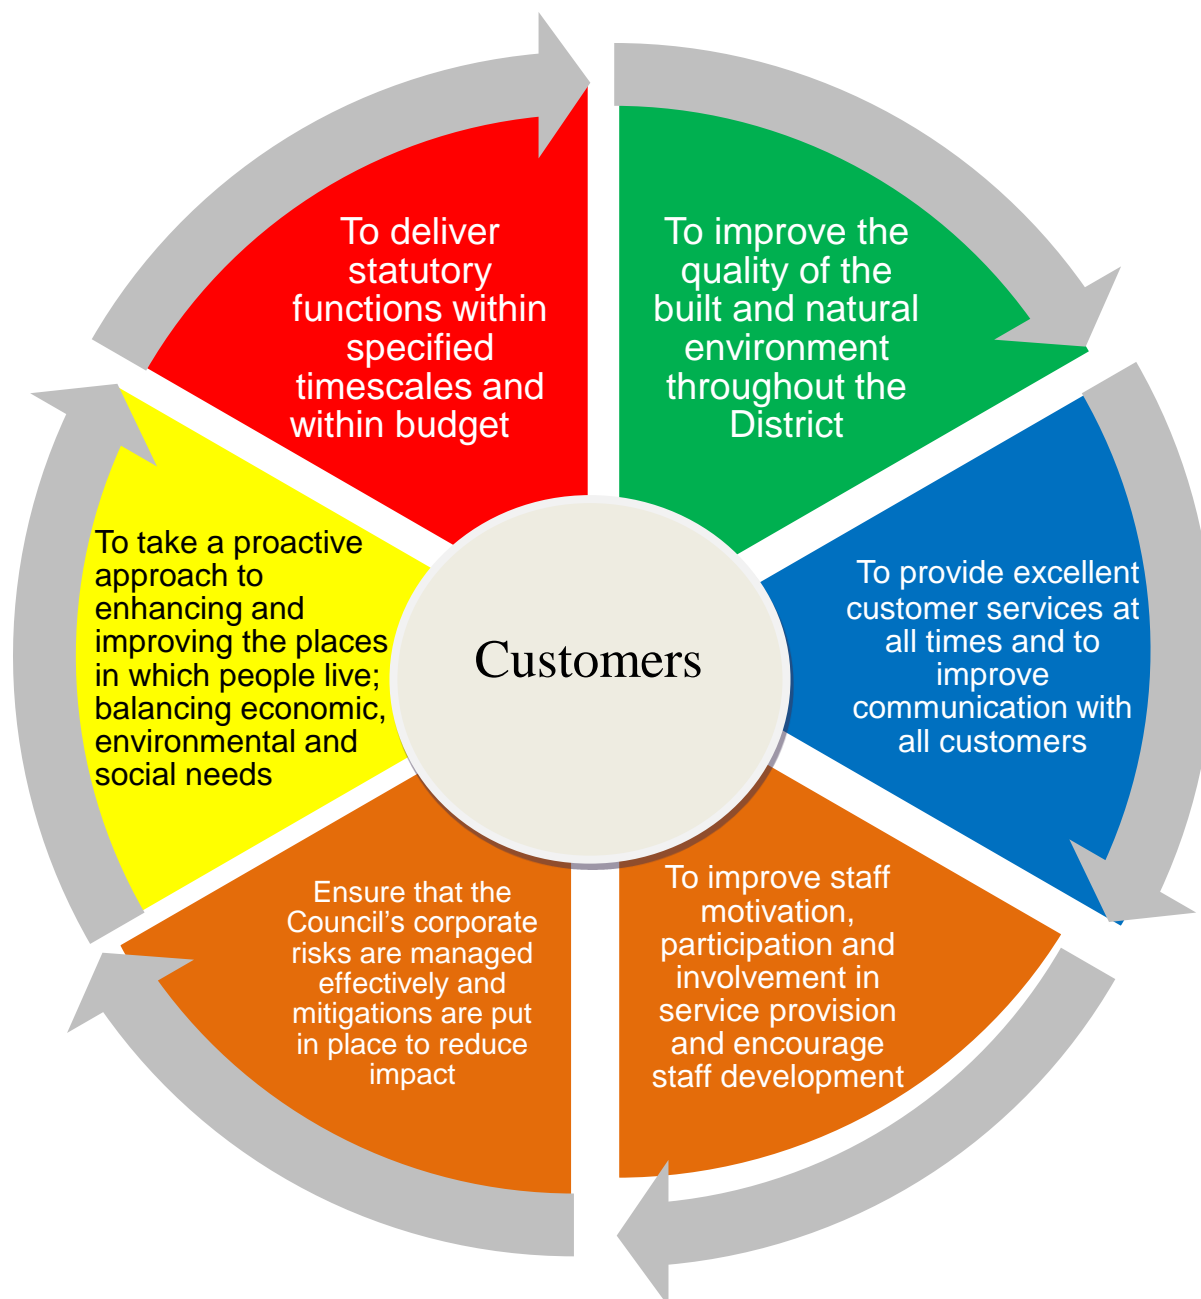 To deliver
statutory
functions within
specified
timescales and
within budget
To improve the
quality of the
built and natural
environment
throughout the
District
To provide excellent
customer services at
all times and to
improve
communication with
all customers
To improve staff
motivation,
participation and
involvement in
service provision
and encourage
staff development
Ensure that the
Council’s corporate
risks are managed
effectively and
mitigations are put
in place to reduce
impact
To take a proactive
approach to
enhancing and
improving the places
in which people live;
balancing economic,
environmental and
social needs
Customers